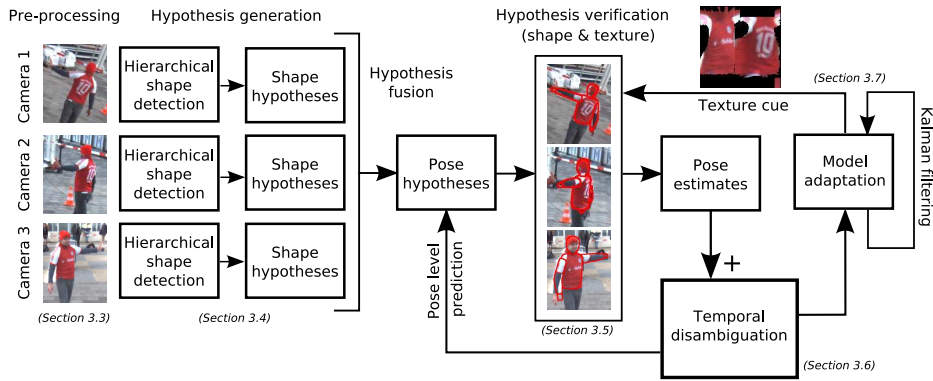 Pre-processing
Hypothesis generation
Hypothesis verification
(shape & texture)
Camera 1
Camera 2
Camera 3
Hierarchical
shape
detection
Shape
hypotheses
Hierarchical
shape
detection
Shape
hypotheses
Hierarchical
shape
detection
Shape
hypotheses
Hypothesis
fusion
Pose
hypotheses
Pose level
prediction
10
10
10
Texture cue
(Section 3.7)
Kalman filtering
Model
adaptation
Pose
estimates
+
Temporal
disambiguation
(Section 3.3)
(Section 3.4)
(Section 3.5)
(Section 3.6)